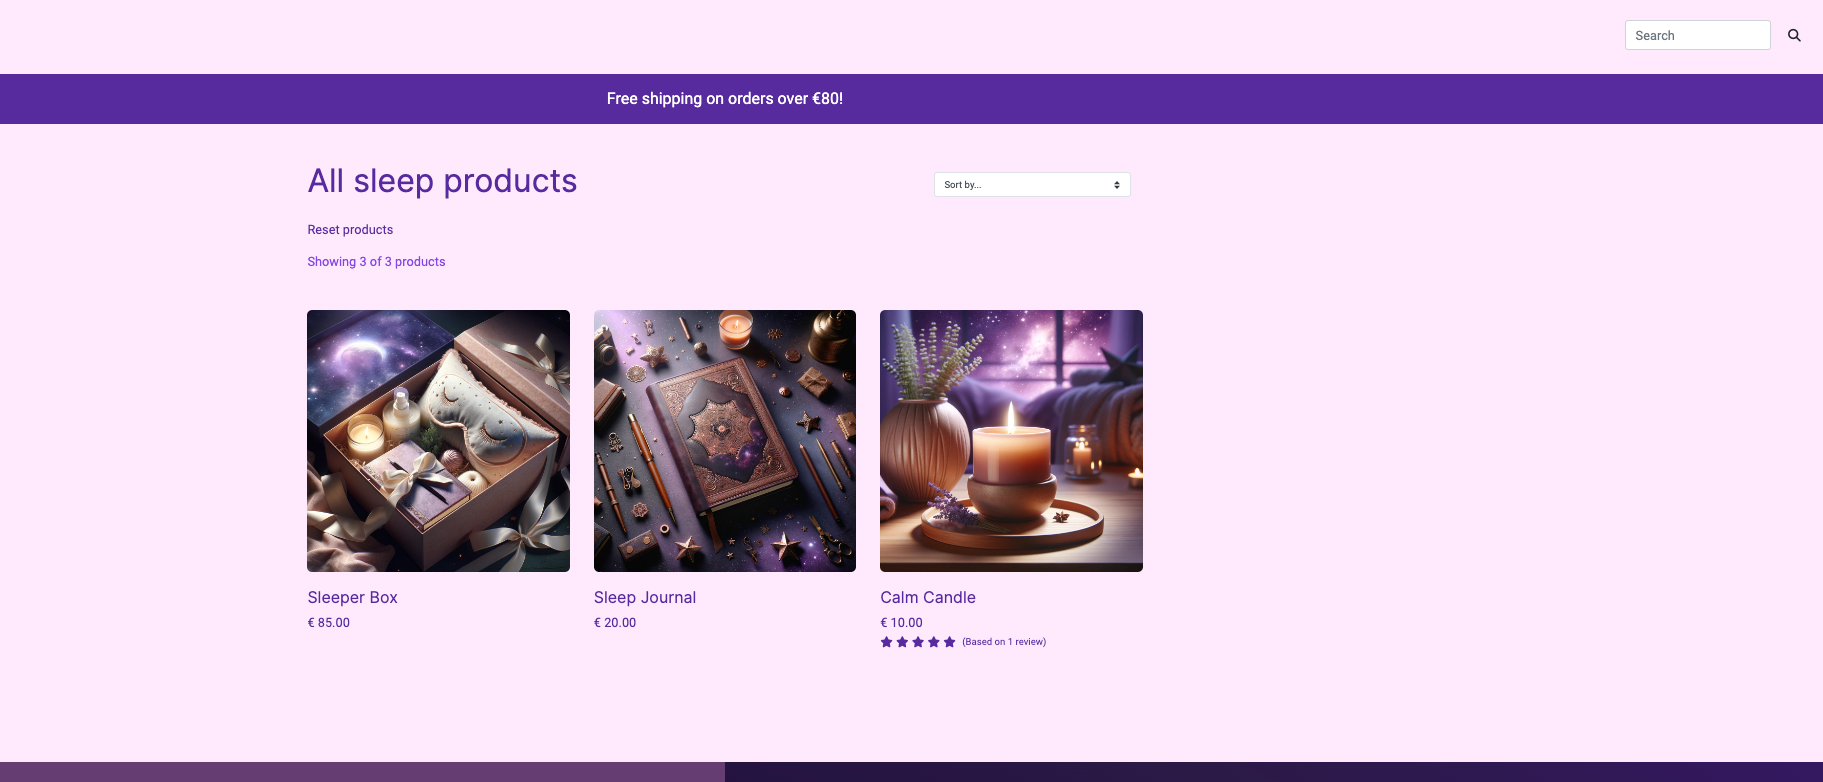 Search
Free shipping on orders over €80!
All sleep products
Sort by...
Reset products
Showing 3 of 3 products
Sleeper Box
€ 85.00
Sleep Journal
€ 20.00
Calm Candle
€ 10.00
(Based on 1 review)